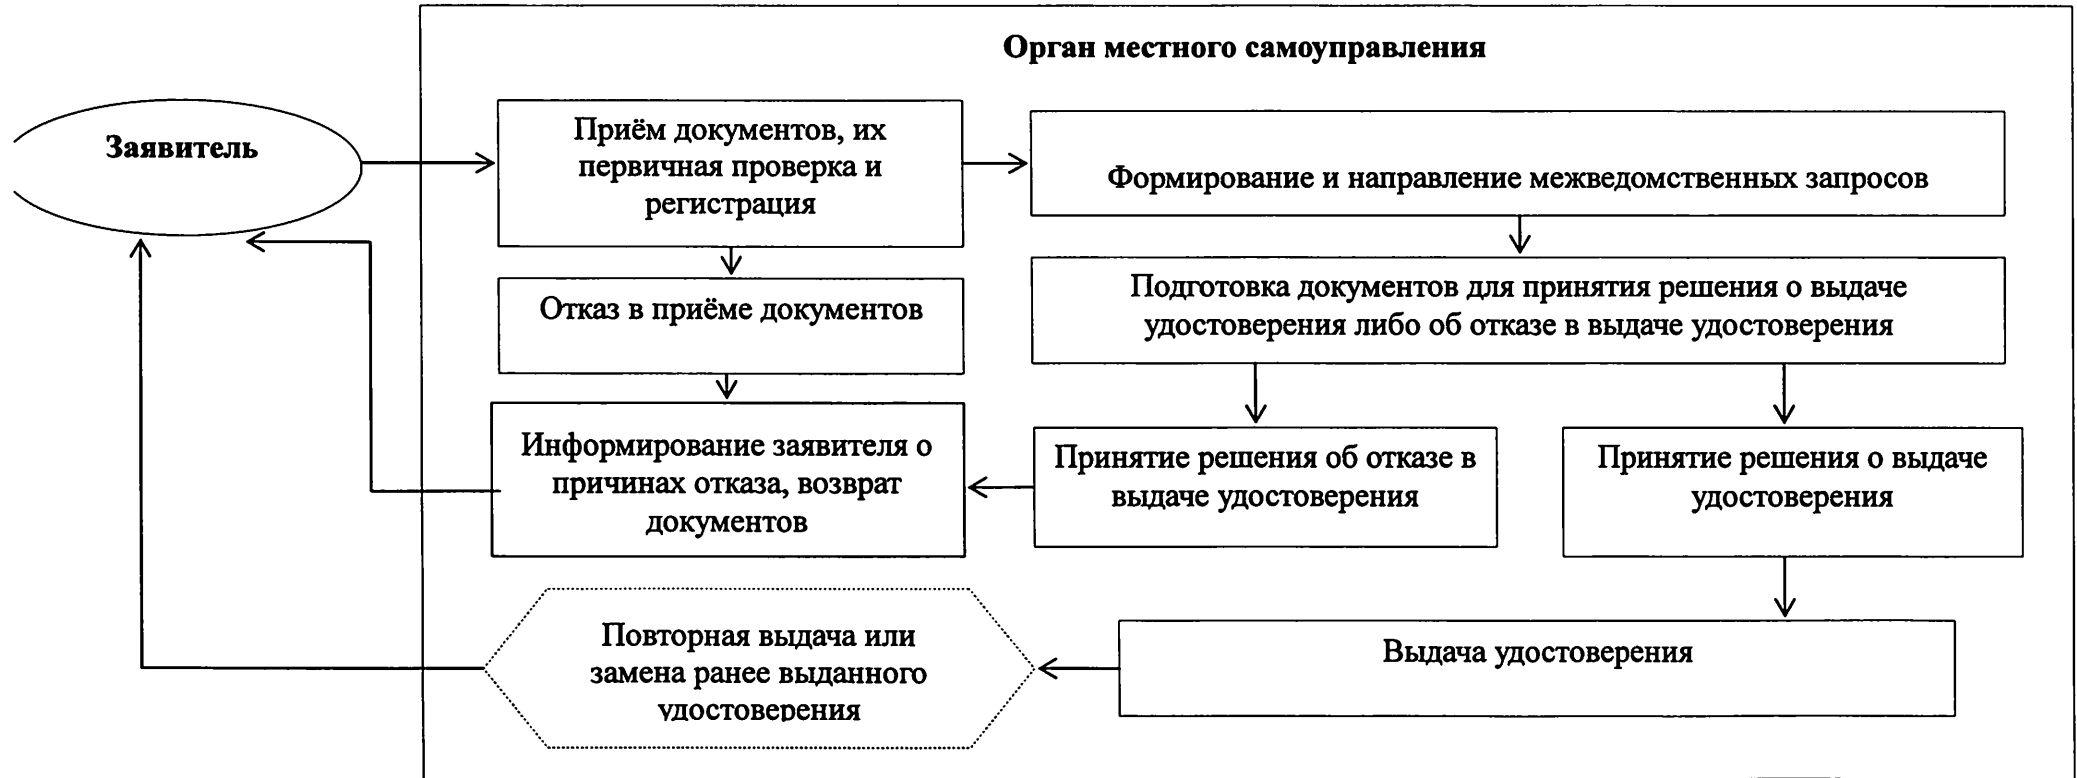 Орган местного самоуправления
Заявитель
Приём документов, их
первичная проверка и
регистрация
Формирование и направление межведомственных запросов
Отказ в приёме документов
Подготовка документов для принятия решения о выдаче
удостоверения либо об отказе в выдаче удостоверения
Информирование заявителя о
причинах отказа, возврат
документов
Принятие решения об отказе в
выдаче удостоверения
Принятие решения о выдаче
удостоверения
Повторная выдача или
замена ранее выданного
удостоверения
Выдача удостоверения